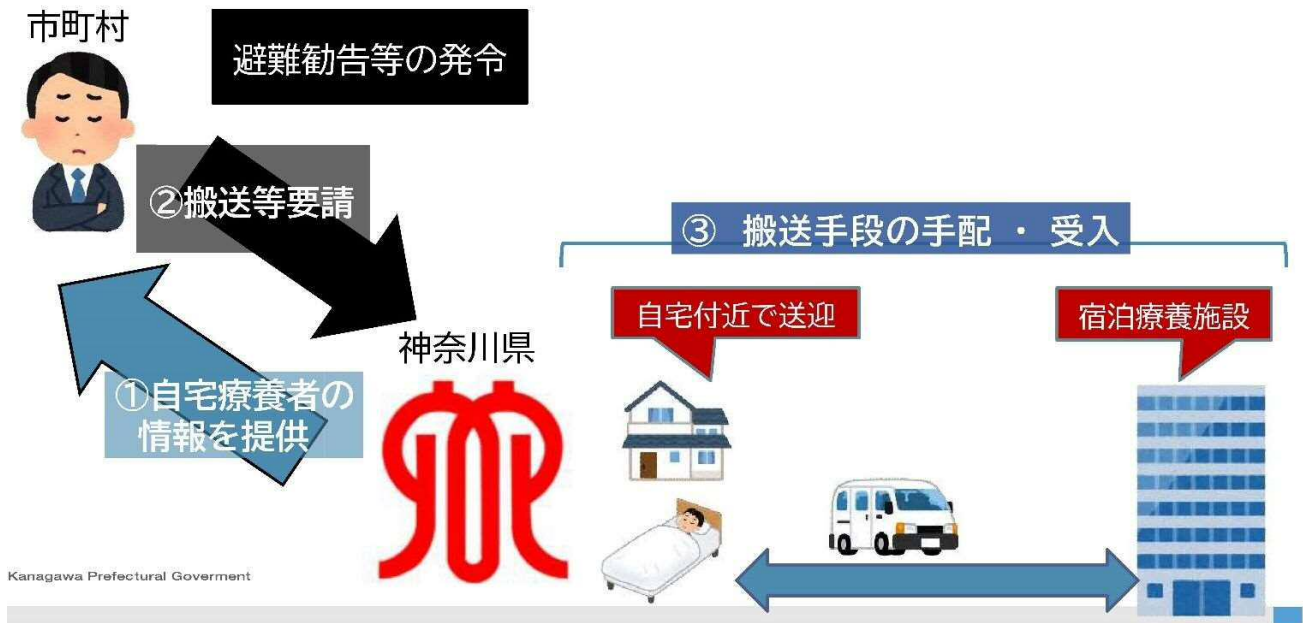 市町村
避難勧告等の発令
②搬送等要請
①自宅療養者の
情報を提供
神奈川県
③ 搬送手段の手配 ・ 受入
自宅付近で送迎
宿泊療養施設
Kanagawa Prefectural Goverment